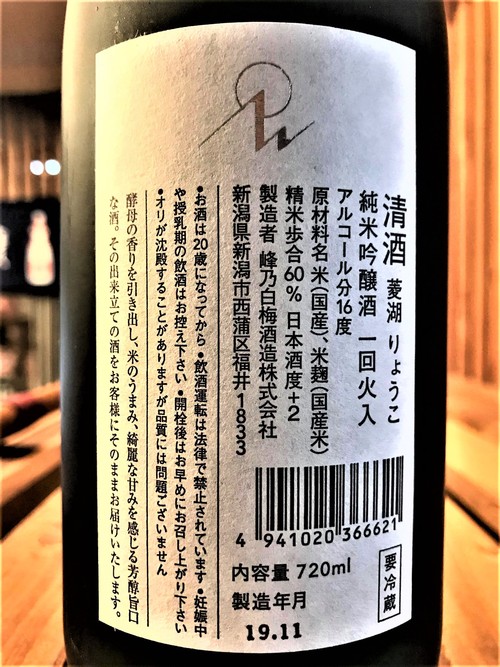 清酒 菱湖 りょうこ
純米吟醸酒 一回火入
アルコール分16度
原材料名 米(国産)、米麹(国産米)
精米歩合60% 日本酒度+2
製造者 峰乃白梅酒造株式会社
新潟県新潟市西蒲区福井1833
4 941020 366621
内容量 720ml
製造年月
19.11
要冷蔵
•お酒は20歳になってから •飲酒運転は法律で禁止されています •妊娠中
や授乳期の飲酒はお控え下さい •開栓後はお早めにお召し上がり下さい
•オリが沈殿することがありますが品質には問題ございません
酵母の香りを引き出し、米のうまみ、綺麗な甘みを感じる芳醇旨口
な酒。その出来立ての酒をお客様にそのままお届けいたします。